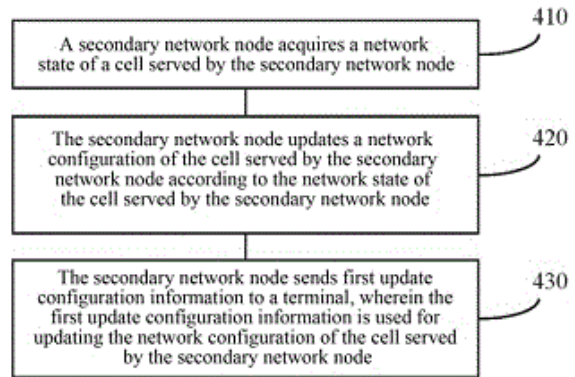 410
A secondary network node acquires a network
state of a cell served by the secondary network node
420
The secondary network node updates a network
configuration of the cell served by the secondary
network node according to the network state of
the cell served by the secondary network node
430
The secondary network node sends first update
configuration information to a terminal, wherein the
first update configuration information is used for
updating the network configuration of the cell served
by the secondary network node